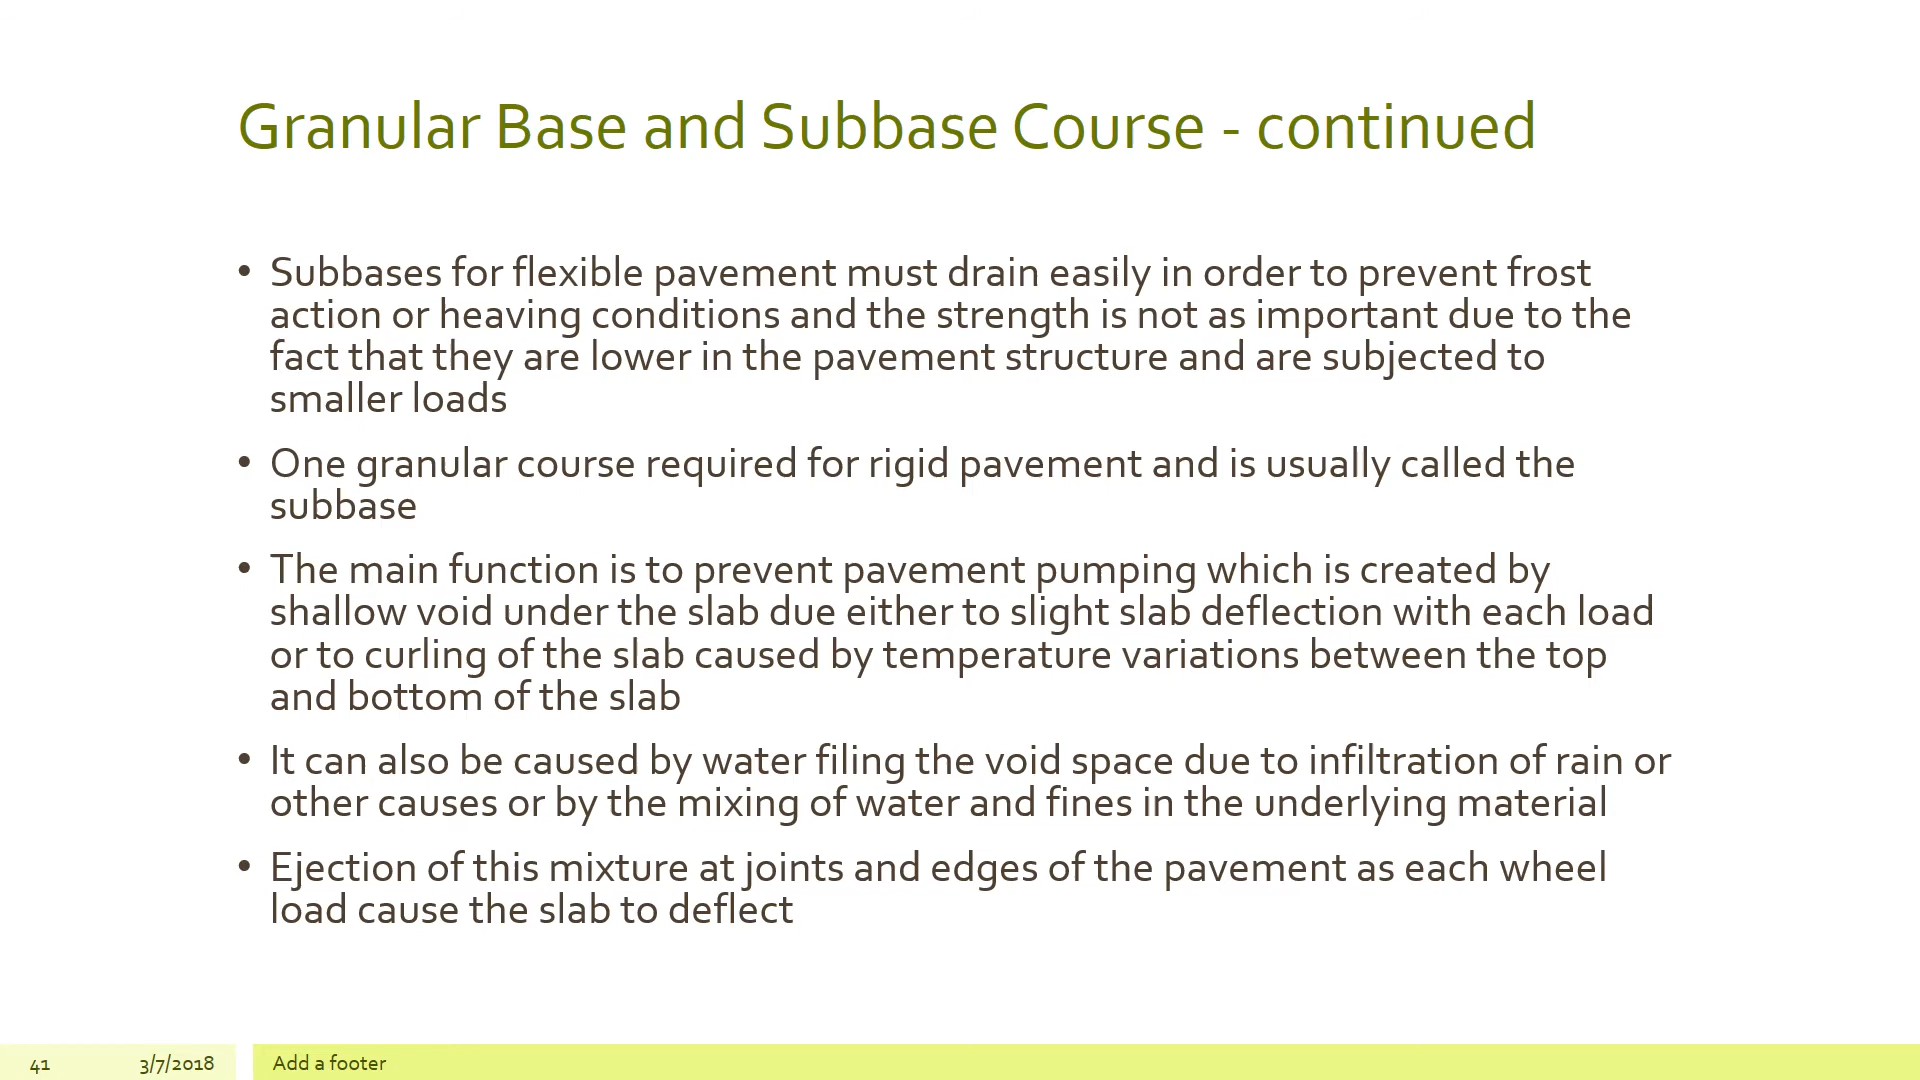 Granular Base and Subbase Course - continued
• Subbases for flexible pavement must drain easily in order to prevent frost
action or heaving conditions and the strength is not as important due to the
fact that they are lower in the pavement structure and are subjected to
smaller loads
• One granular course required for rigid pavement and is usually called the
subbase
• The main function is to prevent pavement pumping which is created by
shallow void under the slab due either to slight slab deflection with each load
or to curling of the slab caused by temperature variations between the top
and bottom of the slab
• It can also be caused by water filing the void space due to infiltration of rain or
other causes or by the mixing of water and fines in the underlying material
• Ejection of this mixture at joints and edges of the pavement as each wheel
load cause the slab to deflect
41 3/7/2018 Add a footer